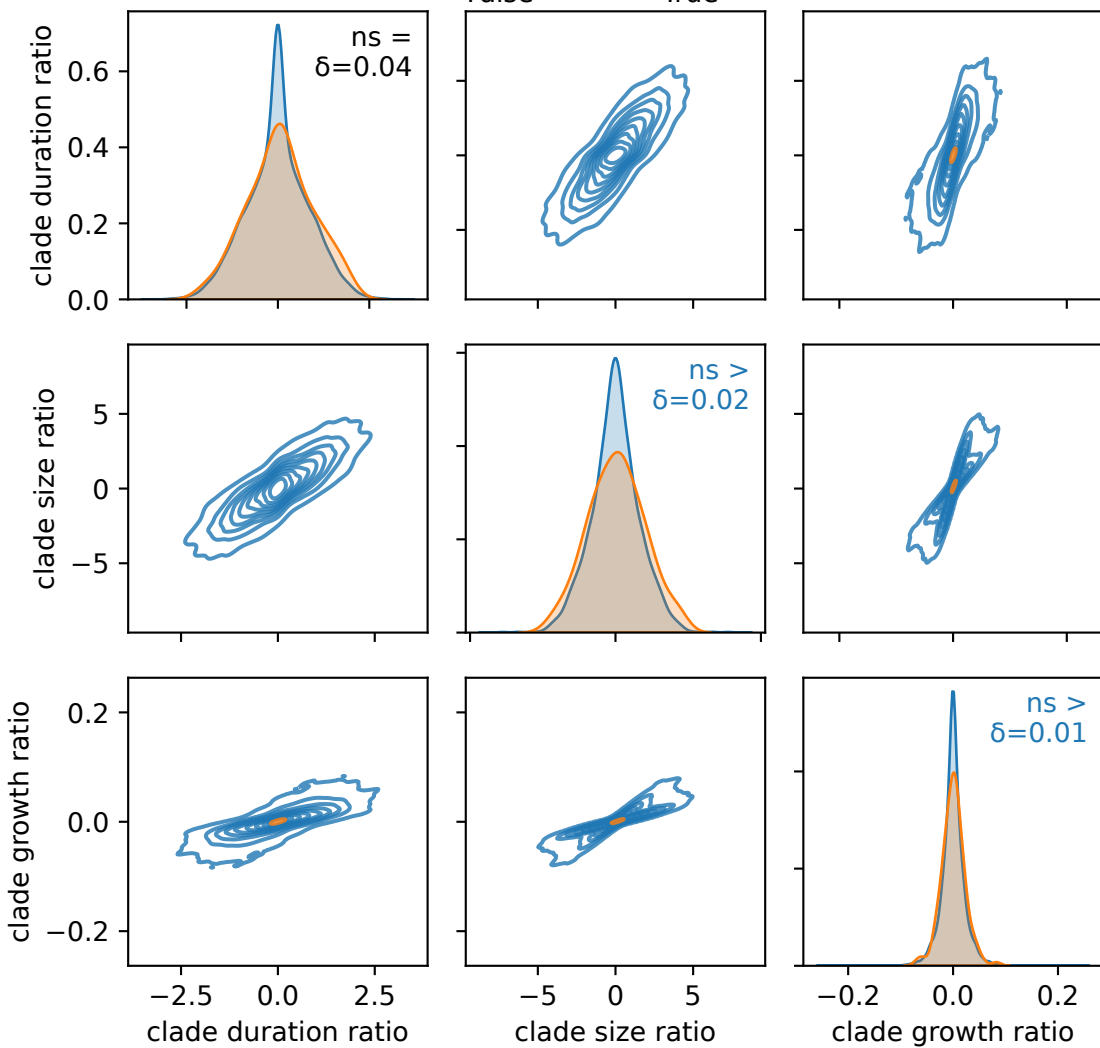 clade duration ratio
0.6
0.4
0.2
0.0
ns =
δ=0.04
clade size ratio
5
0
−5
ns >
δ=0.02
clade growth ratio
0.2
0.0
−0.2
ns >
δ=0.01
−2.5 0.0 2.5
−5 0 5
−0.2 0.0 0.2
clade duration ratio
clade size ratio
clade growth ratio